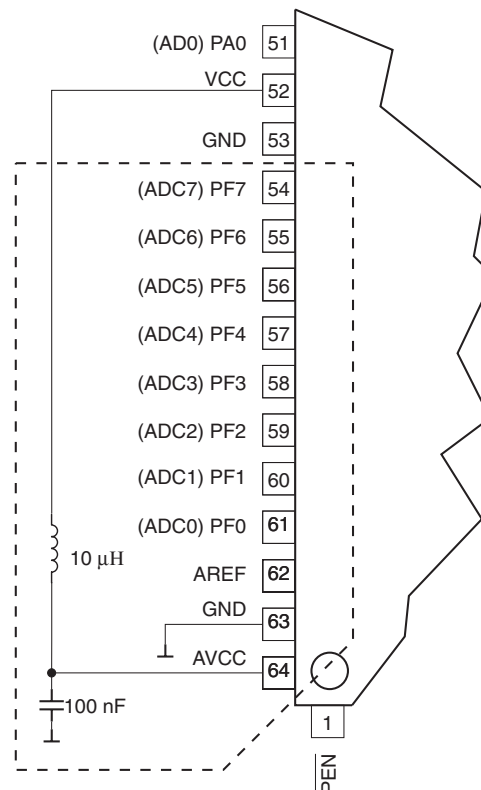 (AD0) PA0 51
VCC 52
GND 53
(ADC7) PF7 54
(ADC6) PF6 55
(ADC5) PF5 56
(ADC4) PF4 57
(ADC3) PF3 58
(ADC2) PF2 59
(ADC1) PF1 60
(ADC0) PF0 61
10 μH
AREF 62
GND 63
AVCC 64
100 nF
1
PEN